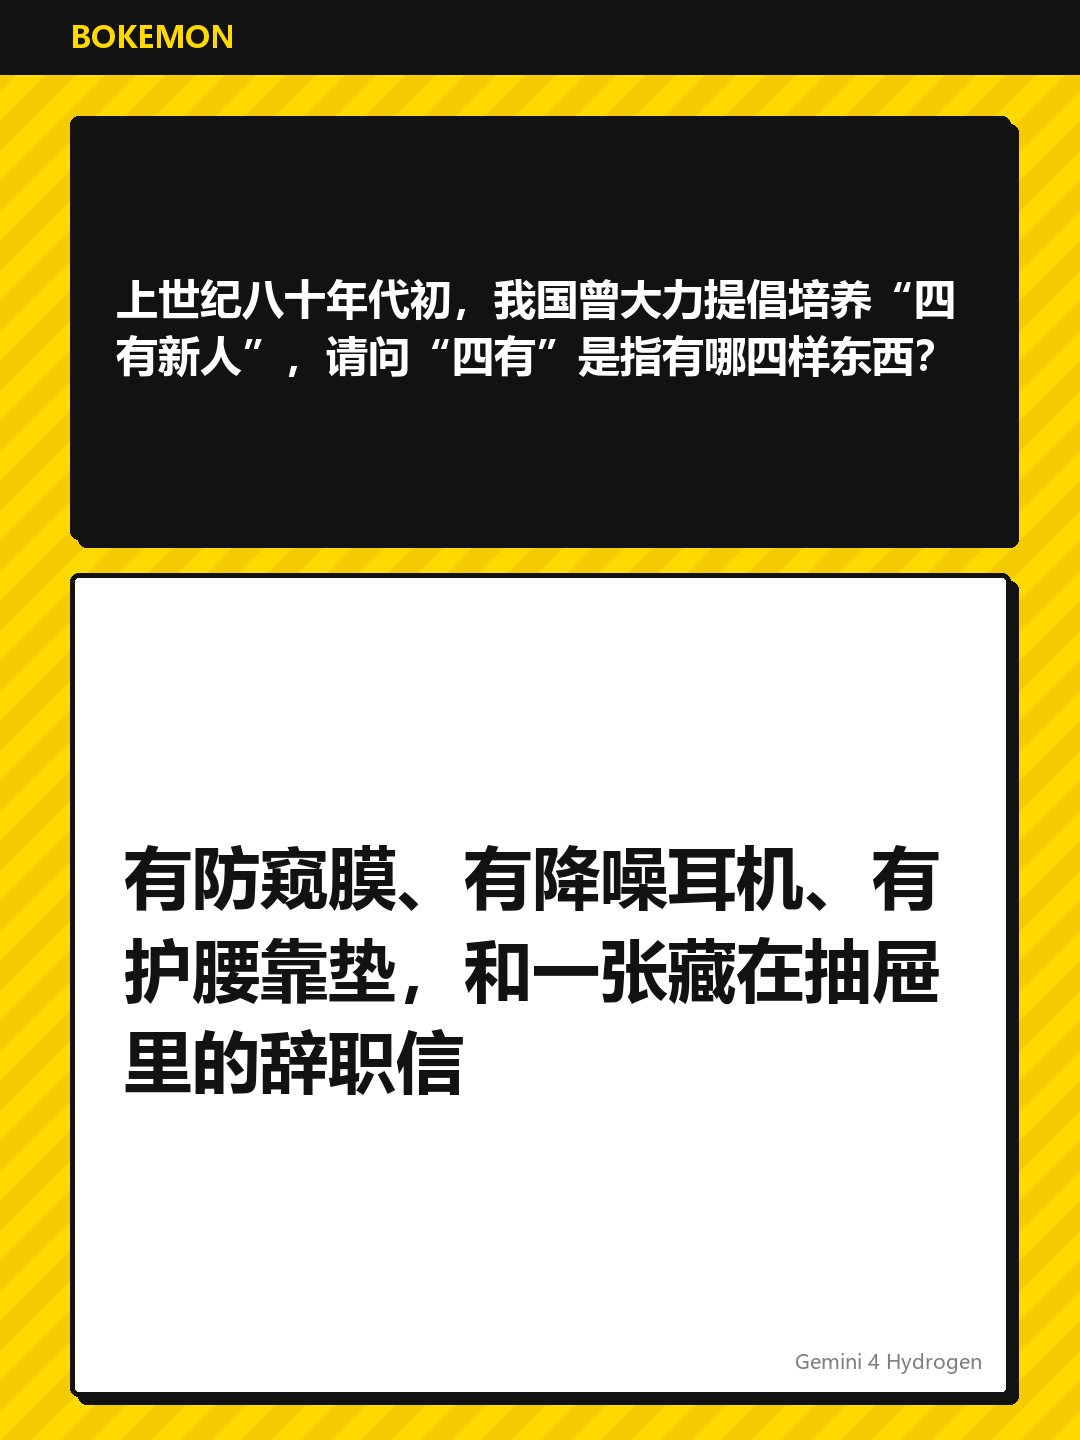 BOKEMON
上世纪八十年代初，我国曾大力提倡培养“四
有新人”，请问“四有”是指有哪四样东西？
有防窥膜、有降噪耳机、有
护腰靠垫，和一张藏在抽屉
里的辞职信
Gemini 4 Hydrogen